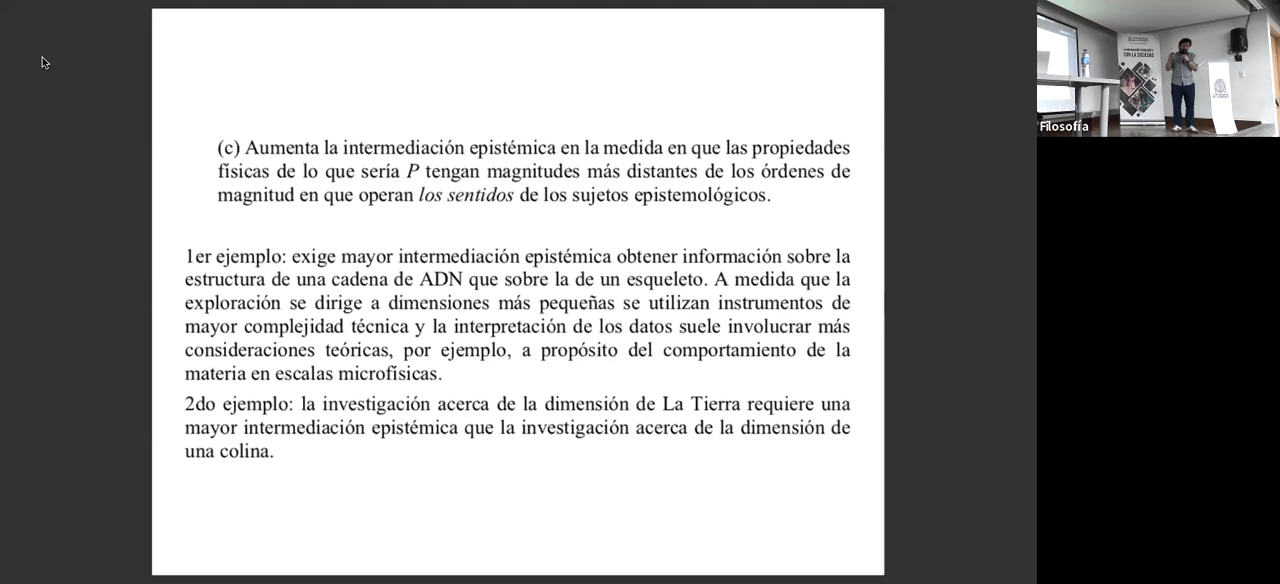 (c) Aumenta la intermediación epistémica en la medida en que las propiedades
físicas de lo que sería P tengan magnitudes más distantes de los órdenes de
magnitud en que operan los sentidos de los sujetos epistemológicos.
1er ejemplo: exige mayor intermediación epistémica obtener información sobre la
estructura de una cadena de ADN que sobre la de un esqueleto. A medida que la
exploración se dirige a dimensiones más pequeñas se utilizan instrumentos de
mayor complejidad técnica y la interpretación de los datos suele involucrar más
consideraciones teóricas, por ejemplo, a propósito del comportamiento de la
materia en escalas microfísicas.
2do ejemplo: la investigación acerca de la dimensión de La Tierra requiere una
mayor intermediación epistémica que la investigación acerca de la dimensión de
una colina.
CON LA SOCIEDAD
Filosofía